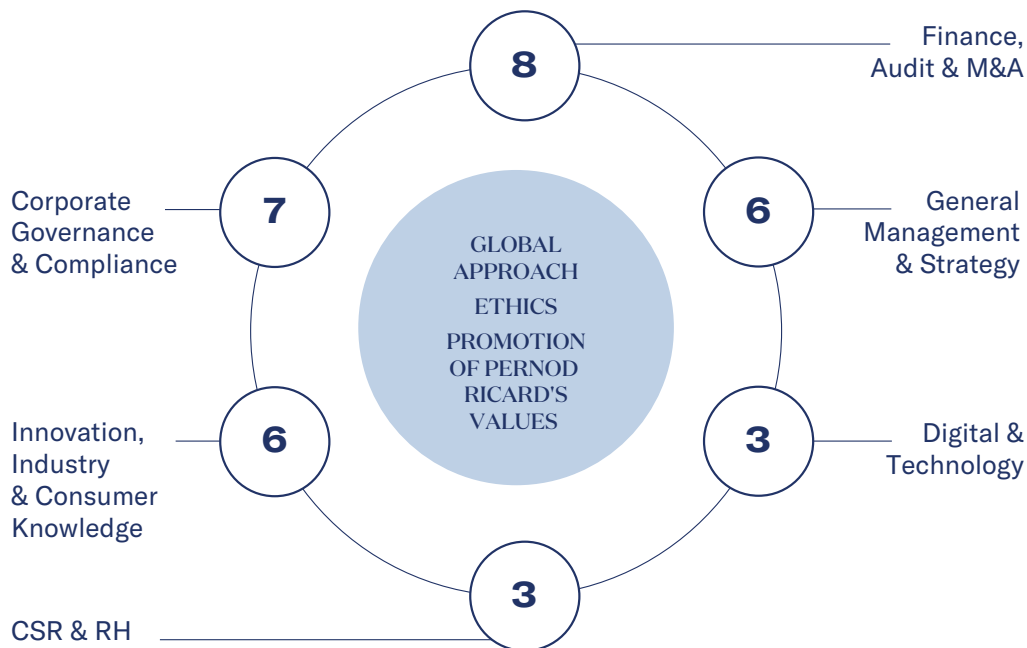 8
Finance,
Audit & M&A
7
Corporate
Governance
& Compliance
6
General
Management
& Strategy
GLOBAL
APPROACH
ETHICS
PROMOTION
OF PERNOD
RICARD'S
VALUES
6
Innovation,
Industry
& Consumer
Knowledge
3
Digital &
Technology
3
CSR & RH